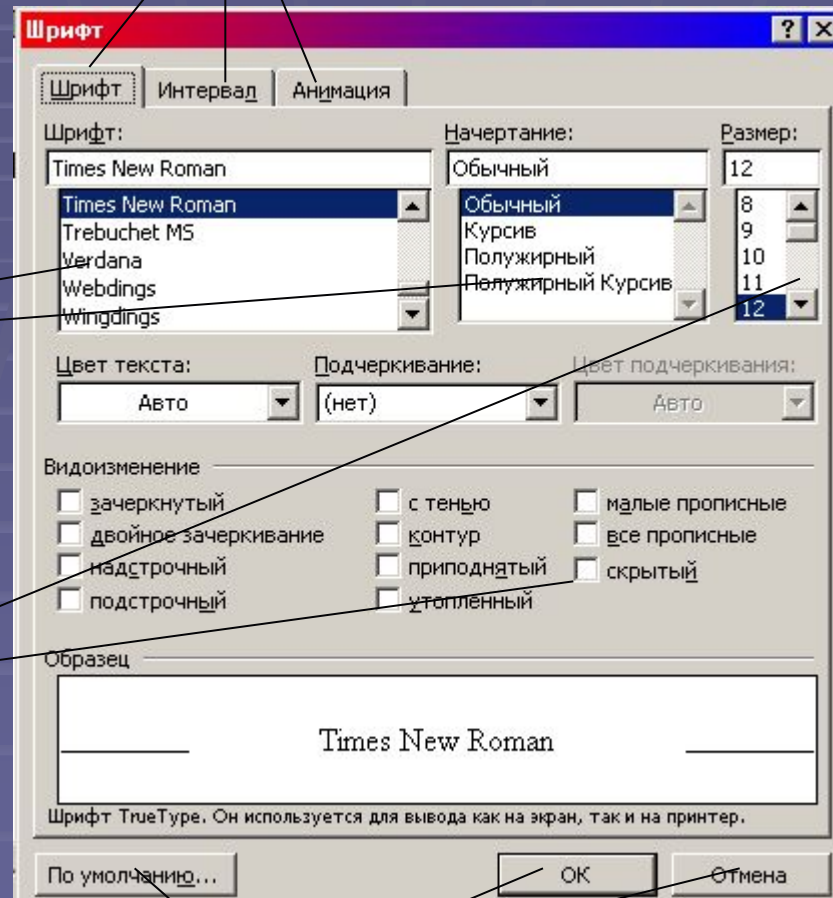 Шрифт
Шрифт Интервал Анимация
Шрифт: Начертание: Размер:
Times New Roman Обычный 12
Times New Roman Обычный 8
Trebuchet MS Курсив 9
Verdana Полужирный 10
Webdings Полужирный Курсив 11
Wingdings 12
Цвет текста: Подчеркивание: Цвет подчеркивания:
Авто (нет) Авто
Видоизменение
зачеркнутый с тенью малые прописные
двойное зачеркивание контур все прописные
надстрочный приподнятый скрытый
подстрочный утопленный
Образец
Times New Roman
Шрифт TrueType. Он используется для вывода как на экран, так и на принтер.
По умолчанию... ОК Отмена